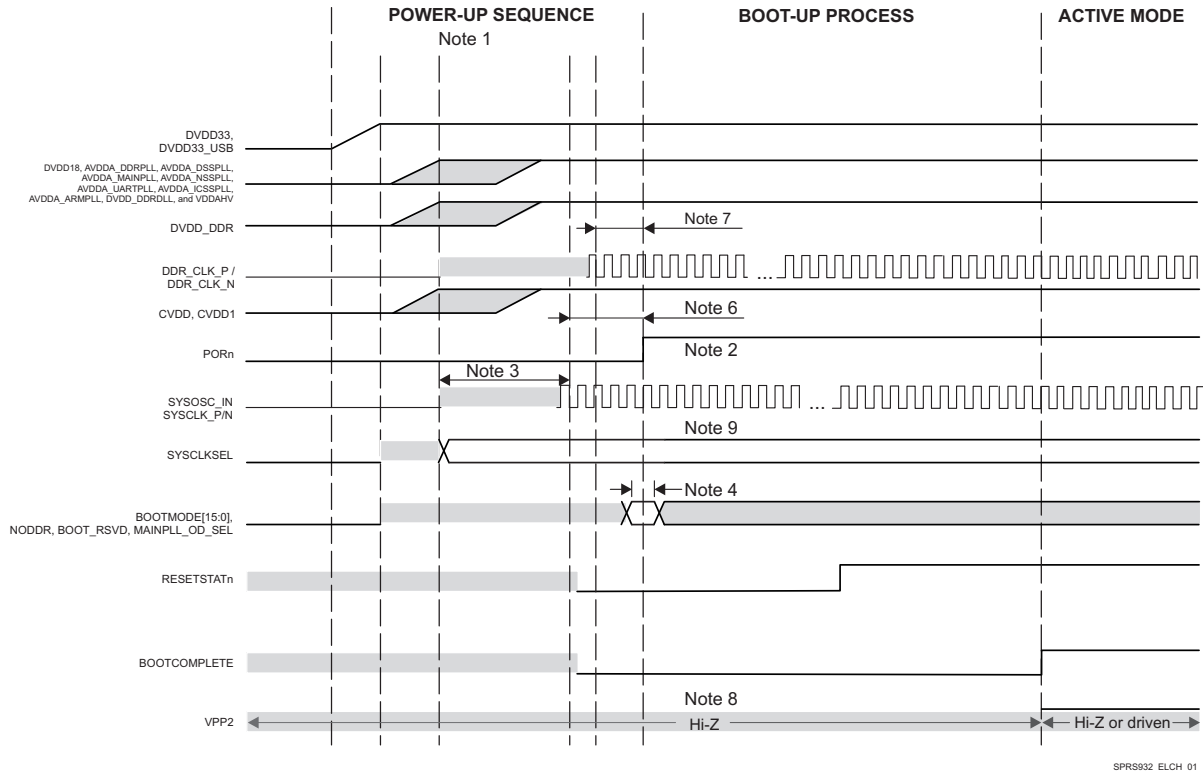 POWER-UP SEQUENCE
BOOT-UP PROCESS
ACTIVE MODE
Note 1
DVDD33,
DVDD33_USB
DVDD18, AVDDA_DDRPLL, AVDDA_DSSPLL,
AVDDA_MAINPLL, AVDDA_NSSPLL,
AVDDA_UARTPLL, AVDDA_ICSSPLL,
AVDDA_ARMPLL, DVDD_DDRDLL, and VDDAHV
DVDD_DDR
Note 7
DDR_CLK_P /
DDR_CLK_N
...
CVDD, CVDD1
Note 6
PORn
Note 2
Note 3
SYSOSC_IN
SYSCLK_P/N
...
Note 9
SYSCLKSEL
Note 4
BOOTMODE[15:0],
NODDR, BOOT_RSVD, MAINPLL_OD_SEL
RESETSTATn
BOOTCOMPLETE
Note 8
VPP2
Hi-Z
Hi-Z or driven
SPRS932_ELCH_01